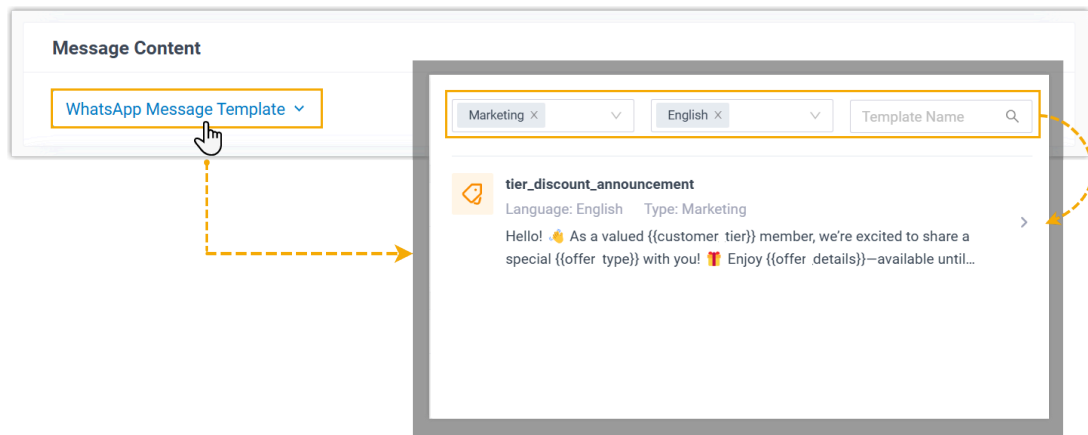 Message Content
WhatsApp Message Template
Marketing ×
English ×
Template Name
tier_discount_announcement
Language: English Type: Marketing
Hello! 👋 As a valued {{customer_tier}} member, we’re excited to share a
special {{offer_type}} with you! 🎁 Enjoy {{offer_details}}—available until...